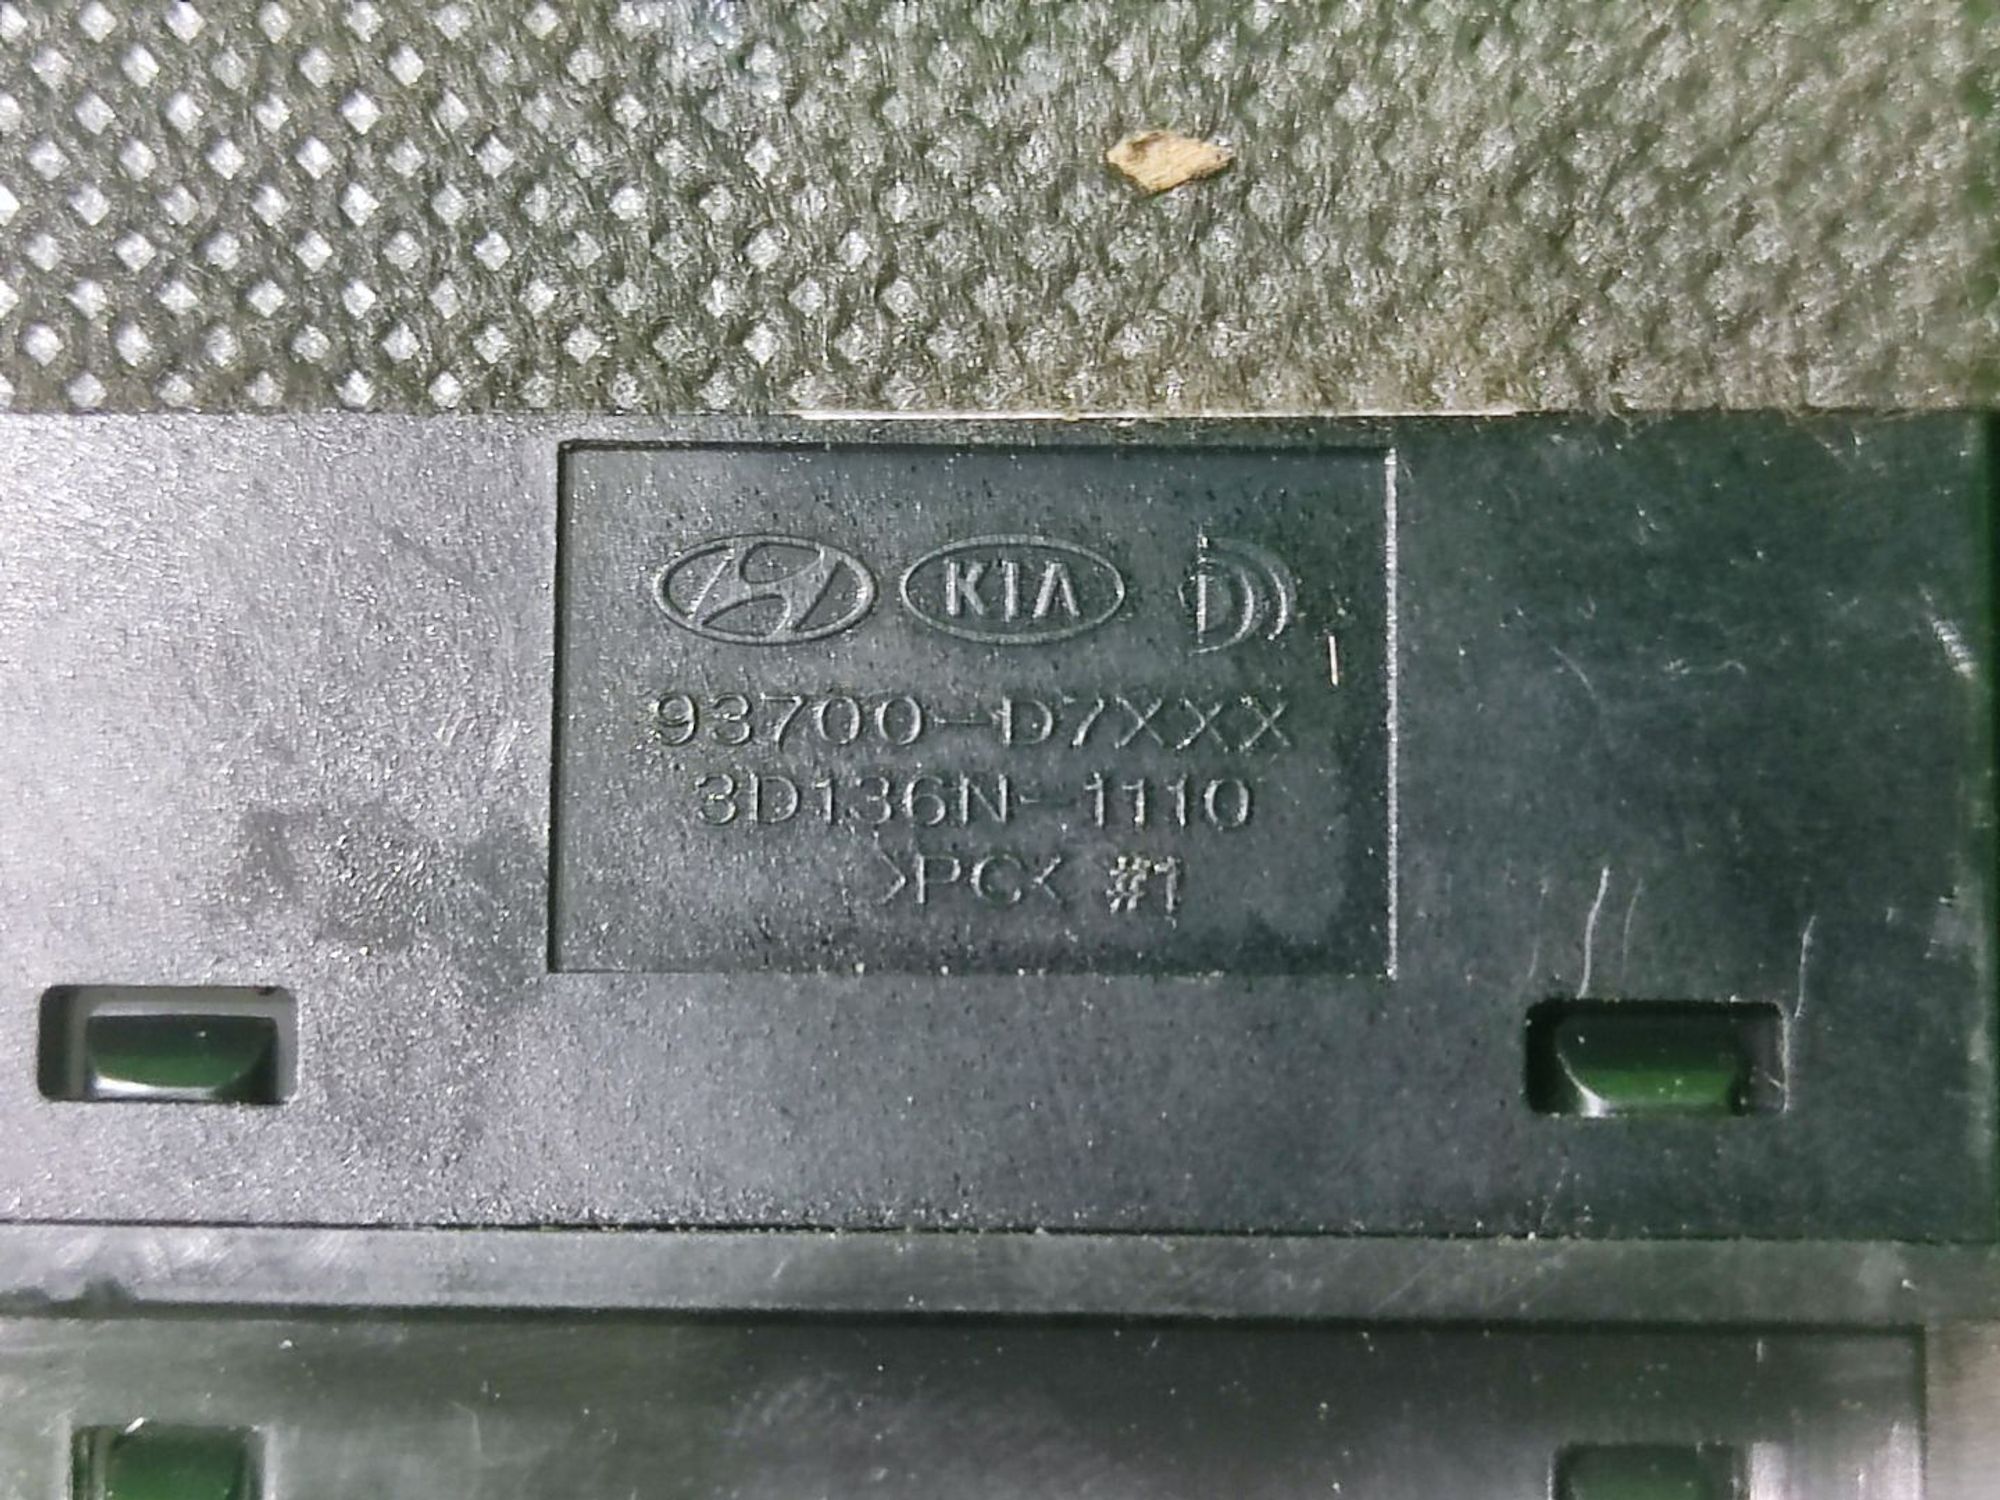 KIA
93700-D7XXX
3D136N-1110
>PC< #1